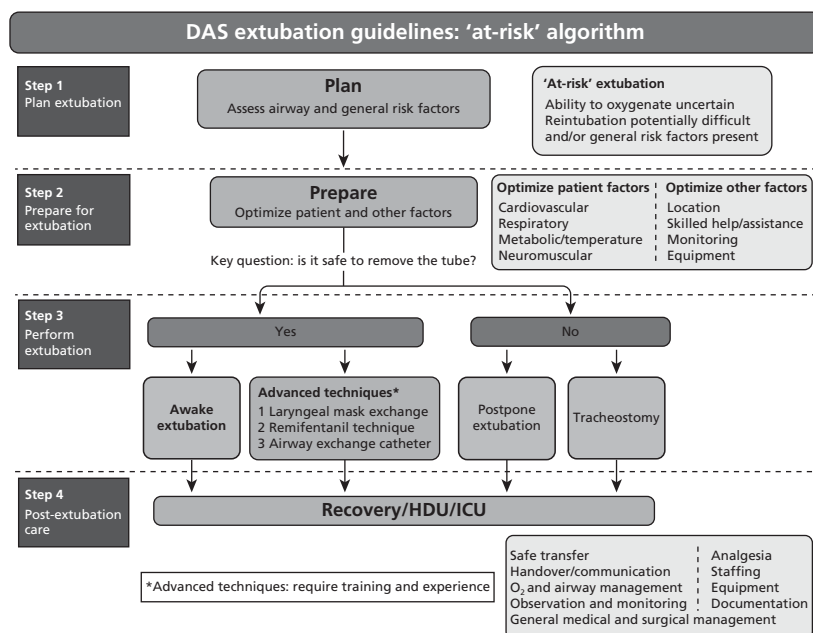 DAS extubation guidelines: 'at-risk' algorithm
Step 1
Plan extubation
Plan
Assess airway and general risk factors
'At-risk' extubation
Ability to oxygenate uncertain
Reintubation potentially difficult
and/or general risk factors present
Step 2
Prepare for
extubation
Prepare
Optimize patient and other factors
Optimize patient factors
Cardiovascular
Respiratory
Metabolic/temperature
Neuromuscular
Optimize other factors
Location
Skilled help/assistance
Monitoring
Equipment
Key question: is it safe to remove the tube?
Step 3
Perform
extubation
Yes
No
Awake
extubation
Advanced techniques*
1 Laryngeal mask exchange
2 Remifentanil technique
3 Airway exchange catheter
Postpone
extubation
Tracheostomy
Step 4
Post-extubation
care
Recovery/HDU/ICU
*Advanced techniques: require training and experience
Safe transfer
Handover/communication
O₂ and airway management
Observation and monitoring
General medical and surgical management
Analgesia
Staffing
Equipment
Documentation